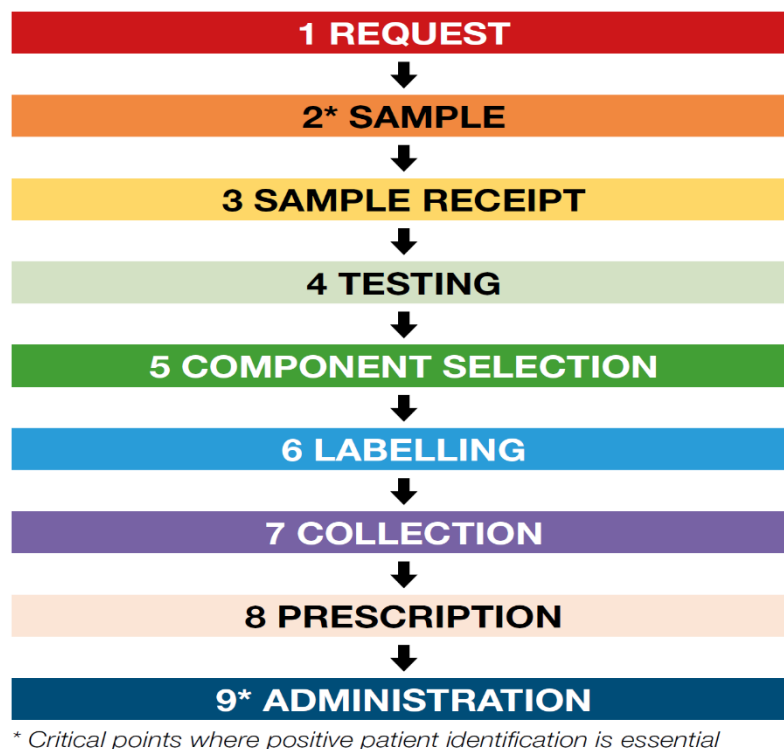 1 REQUEST
2* SAMPLE
3 SAMPLE RECEIPT
4 TESTING
5 COMPONENT SELECTION
6 LABELLING
7 COLLECTION
8 PRESCRIPTION
9* ADMINISTRATION
* Critical points where positive patient identification is essential